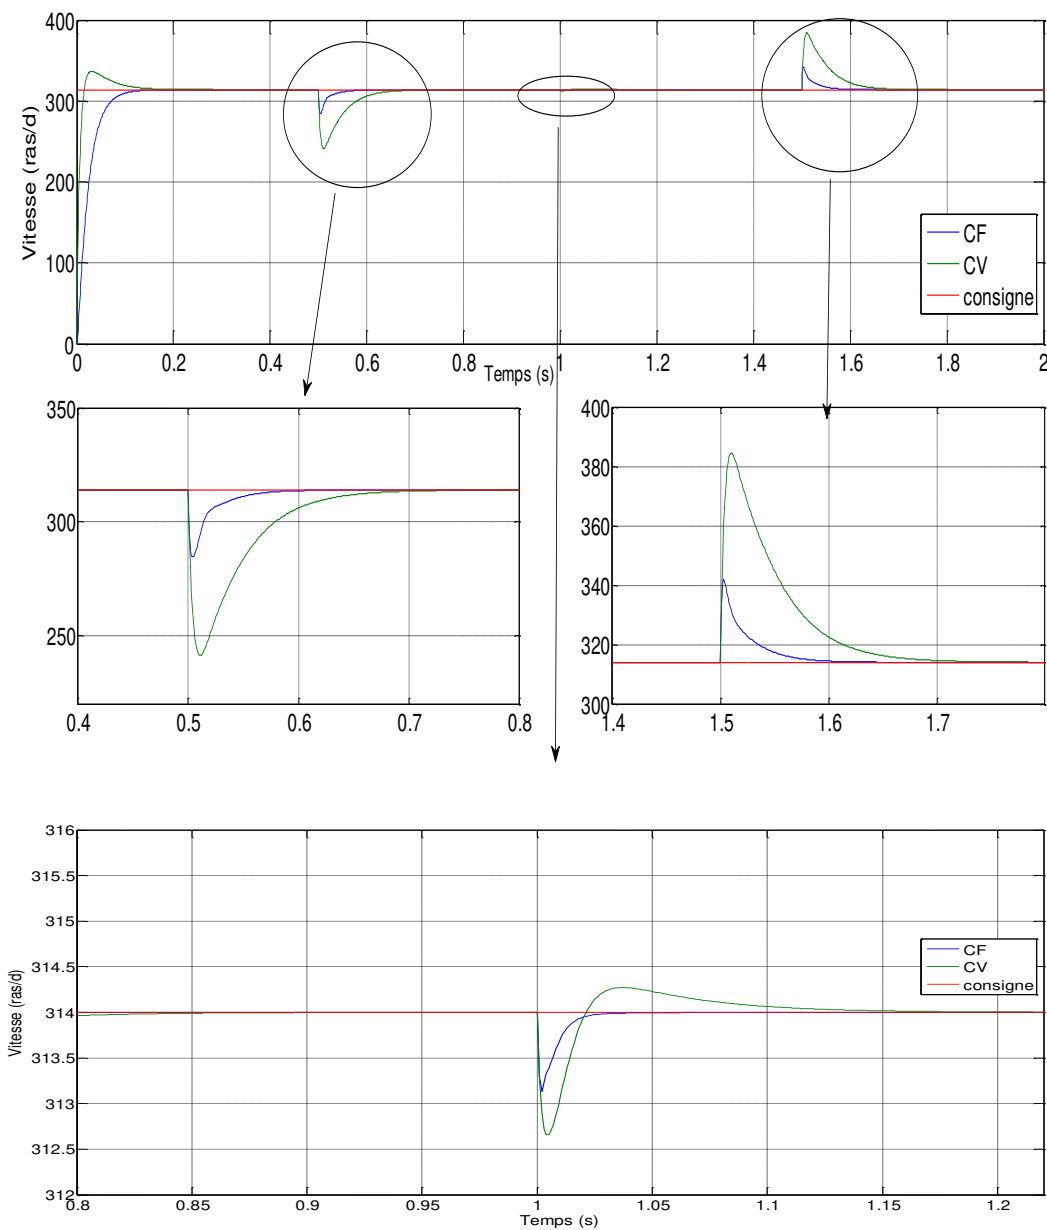 400
300
200
100
0
Vitesse (ras/d)
CF
CV
consigne
0 0.2 0.4 0.6 0.8 1 1.2 1.4 1.6 1.8 2
Temps (s)
350
300
250
0.4 0.5 0.6 0.7 0.8
400
380
360
340
320
300
1.4 1.5 1.6 1.7
316
315.5
315
314.5
314
313.5
313
312.5
312
Vitesse (ras/d)
CF
CV
consigne
0.8 0.85 0.9 0.95 1 1.05 1.1 1.15 1.2
Temps (s)